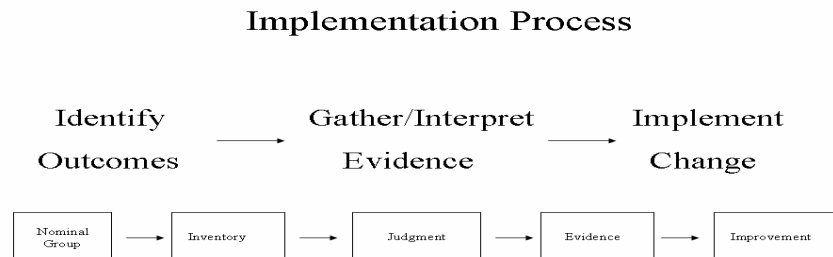 Implementation Process
Identify
Outcomes
Gather/Interpret
Evidence
Implement
Change
Nominal
Group
Inventory
Judgment
Evidence
Improvement